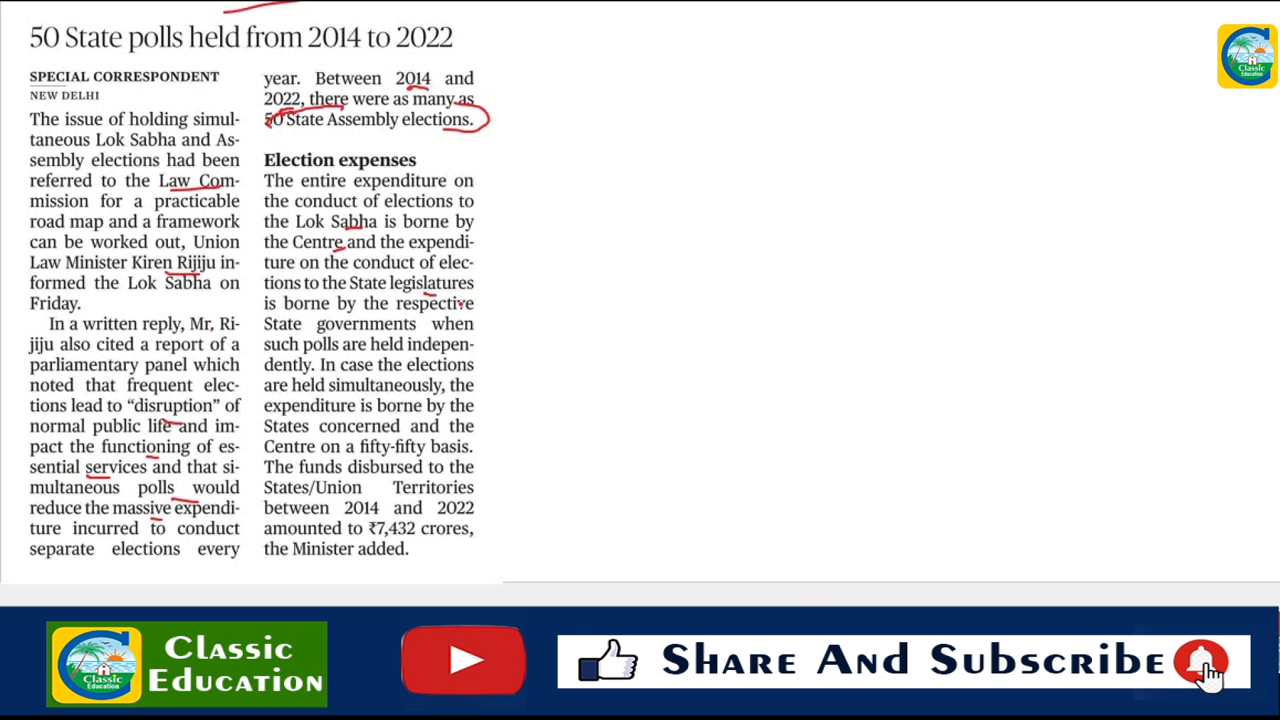 50 State polls held from 2014 to 2022
SPECIAL CORRESPONDENT
NEW DELHI
The issue of holding simul-
taneous Lok Sabha and As-
sembly elections had been
referred to the Law Com-
mission for a practicable
road map and a framework
can be worked out, Union
Law Minister Kiren Rijiju in-
formed the Lok Sabha on
Friday.
In a written reply, Mr. Ri-
jiju also cited a report of a
parliamentary panel which
noted that frequent elec-
tions lead to “disruption” of
normal public life and im-
pact the functioning of es-
sential services and that si-
multaneous polls would
reduce the massive expendi-
ture incurred to conduct
separate elections every
year. Between 2014 and
2022, there were as many as
50 State Assembly elections.
Election expenses
The entire expenditure on
the conduct of elections to
the Lok Sabha is borne by
the Centre and the expendi-
ture on the conduct of elec-
tions to the State legislatures
is borne by the respective
State governments when
such polls are held indepen-
dently. In case the elections
are held simultaneously, the
expenditure is borne by the
States concerned and the
Centre on a fifty-fifty basis.
The funds disbursed to the
States/Union Territories
between 2014 and 2022
amounted to ₹7,432 crores,
the Minister added.
Classic
Education
Classic
Education
Classic
Education
Share And Subscribe